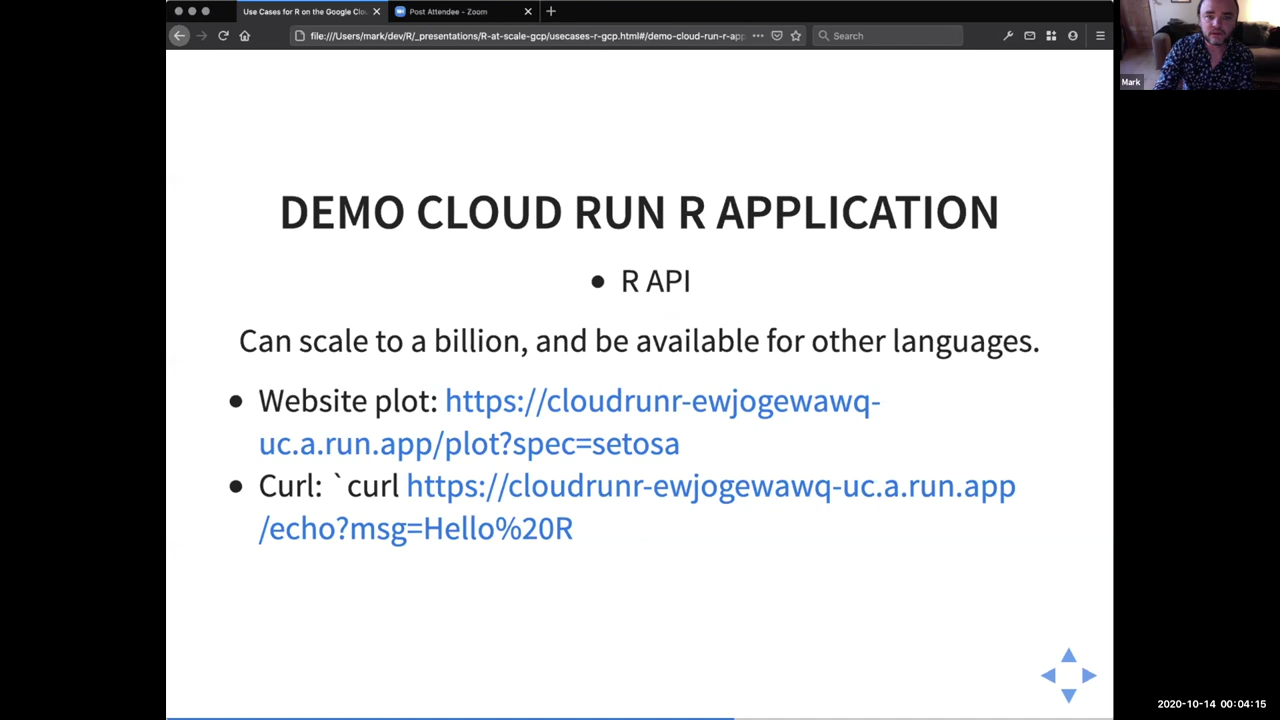 Use Cases for R on the Google Clo
Post Attendee - Zoom
file:///Users/mark/dev/R/_presentations/R-at-scale-gcp/usecases-r-gcp.html#/demo-cloud-run-r-app
Search
Mark
DEMO CLOUD RUN R APPLICATION
• R API
Can scale to a billion, and be available for other languages.
• Website plot: https://cloudrunr-ewjogewawq-
uc.a.run.app/plot?spec=setosa
• Curl: `curl https://cloudrunr-ewjogewawq-uc.a.run.app
/echo?msg=Hello%20R
2020-10-14 00:04:15